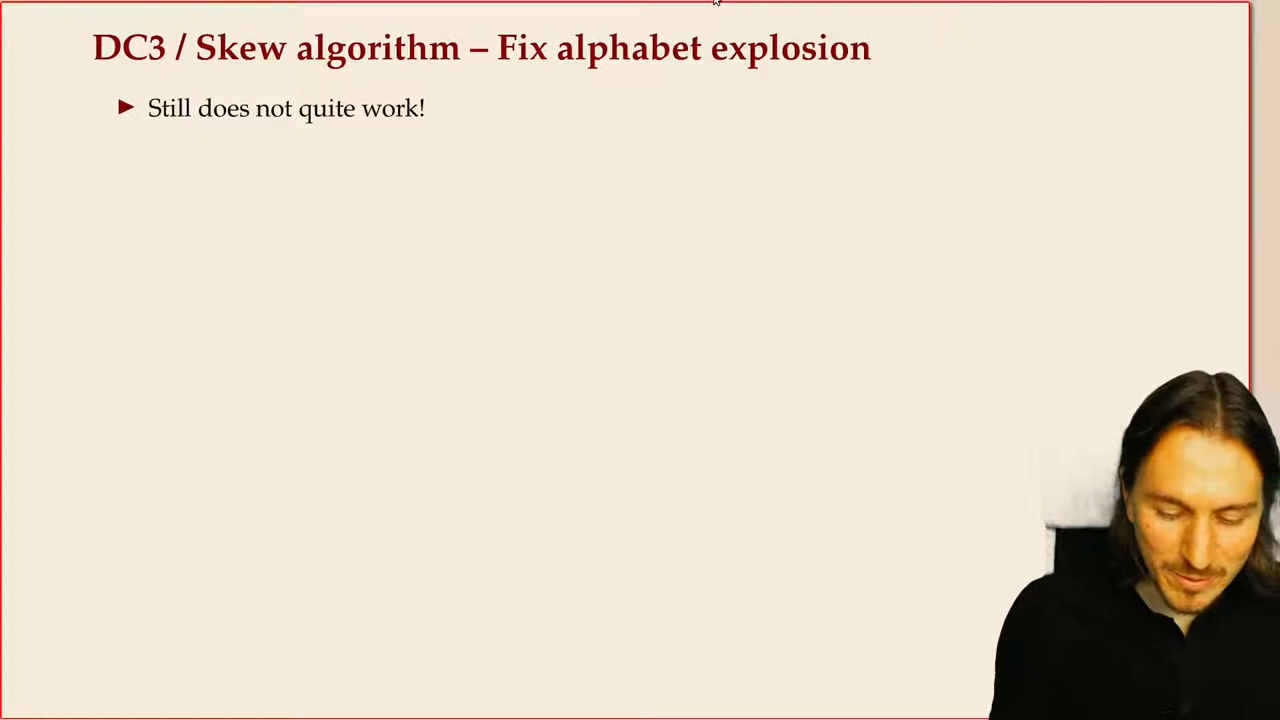 DC3 / Skew algorithm – Fix alphabet explosion
▶ Still does not quite work!